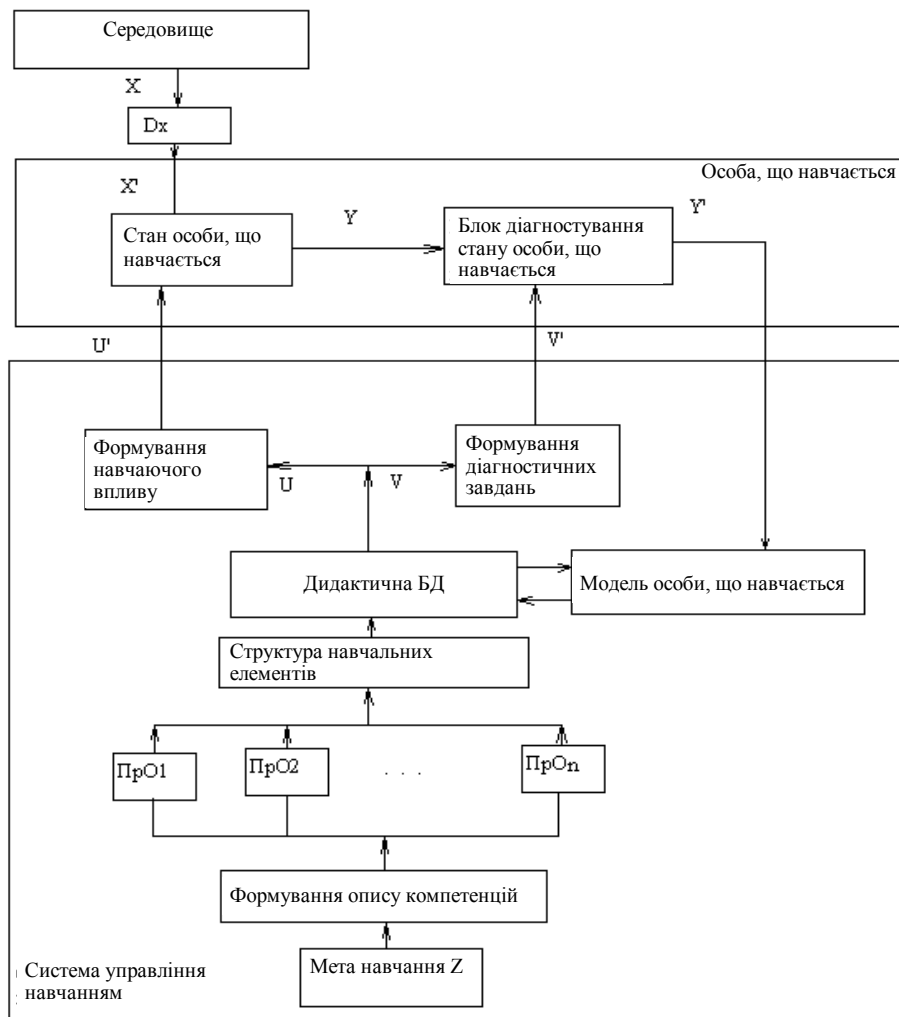 Середовище
X
Dx
Особа, що навчається
X'
Y
Y'
Стан особи, що
навчається
Блок діагностування
стану особи, що
навчається
U'
V'
Формування
навчаючого
впливу
U
V
Формування
діагностичних
завдань
Дидактична БД
Модель особи, що навчається
Структура навчальних
елементів
ПрО1
ПрО2
. . .
ПрОn
Формування опису компетенцій
Мета навчання Z
Система управління
навчанням